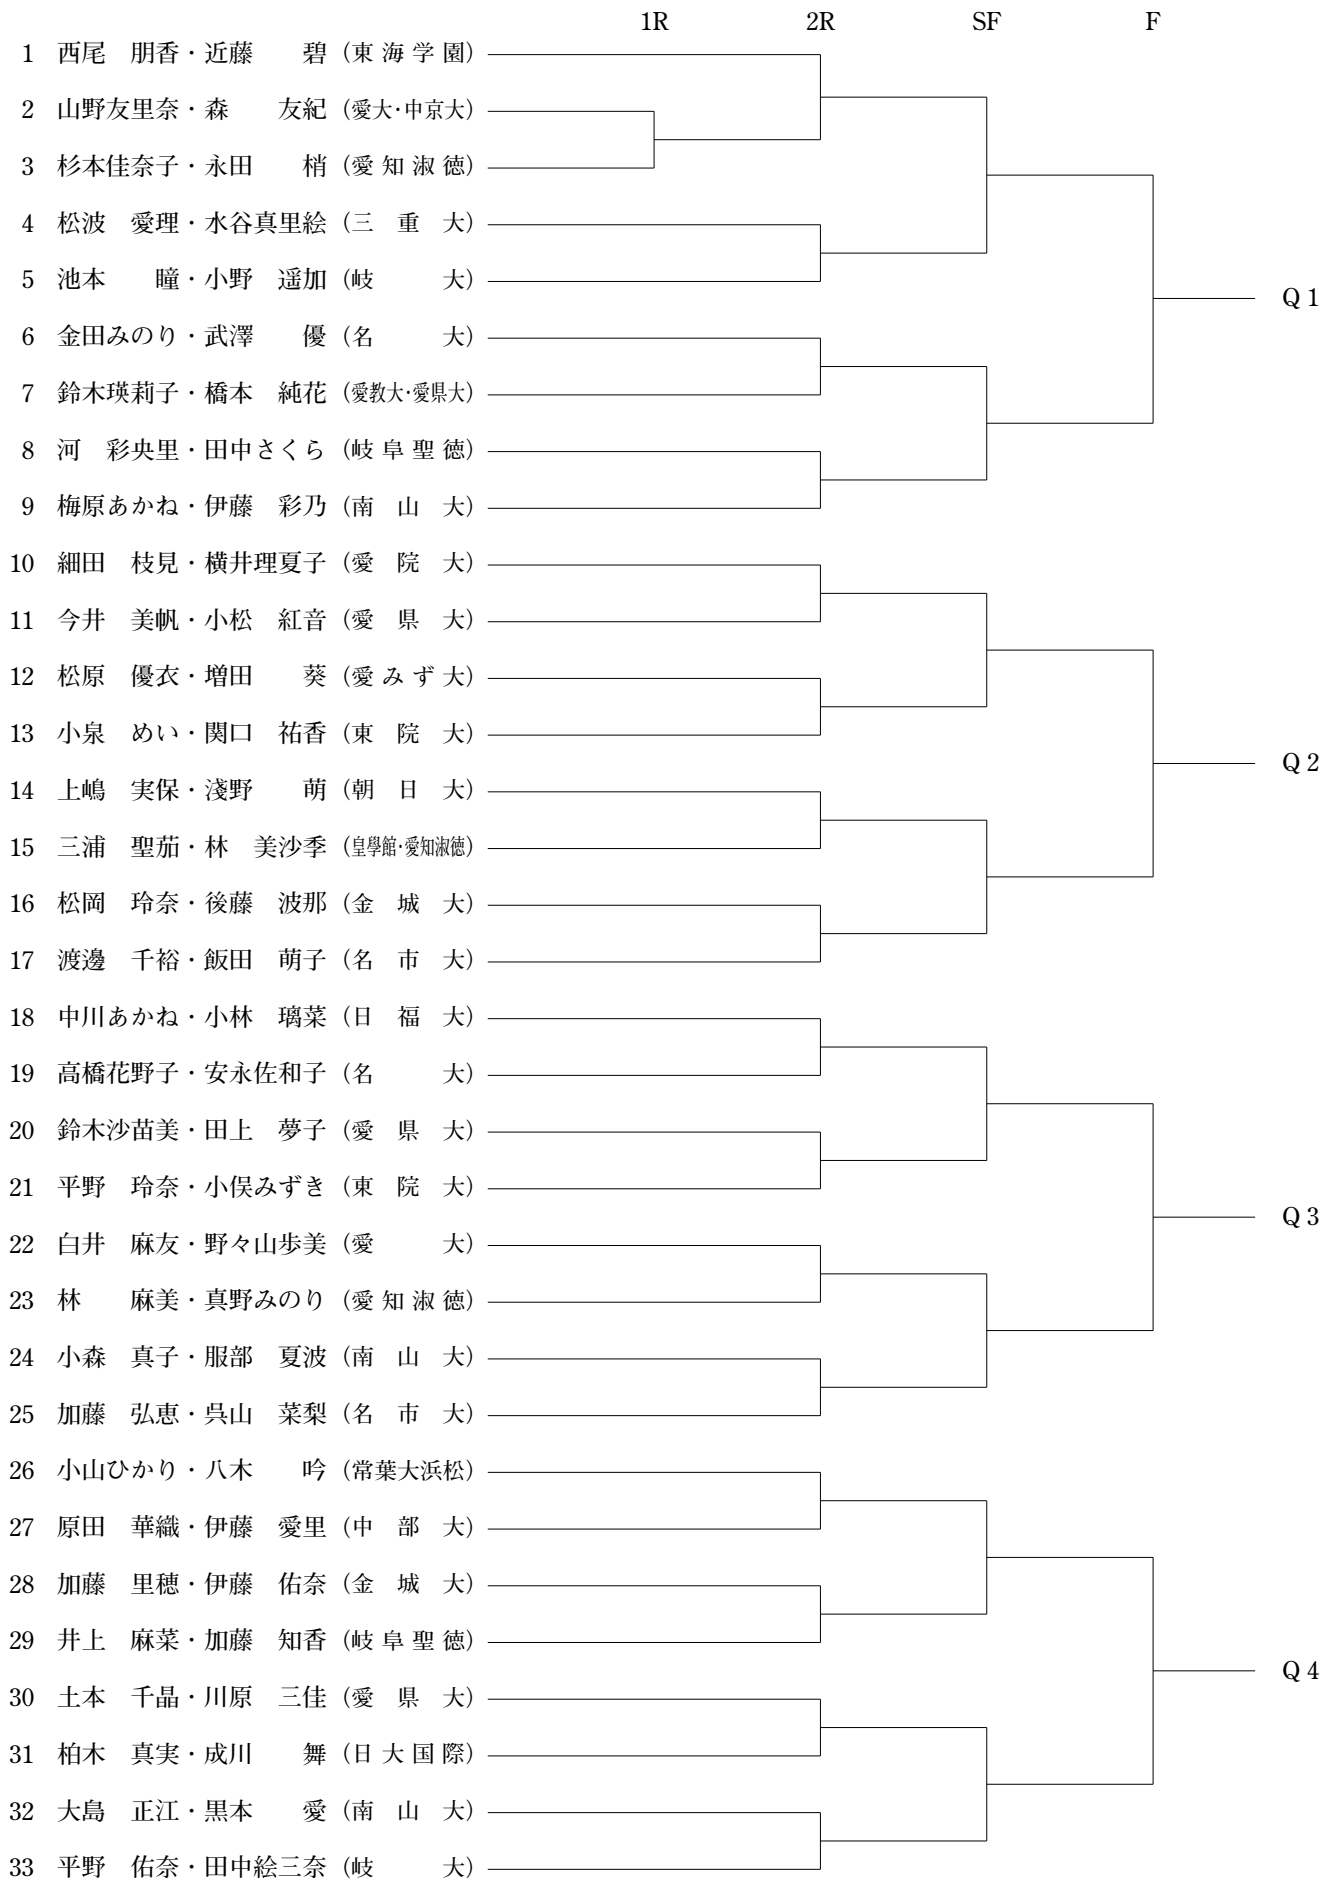 1R 2R SF F
1 西尾 朋香・近藤 碧 (東海学園)
2 山野友里奈・森 友紀 (愛大・中京大)
3 杉本佳奈子・永田 梢 (愛知淑徳)
4 松波 愛理・水谷真里絵 (三重大)
5 池本 瞳・小野 遥加 (岐大)
Q 1
6 金田みのり・武澤 優 (名大)
7 鈴木瑛莉子・橋本 純花 (愛教大・愛県大)
8 河 彩央里・田中さくら (岐阜聖徳)
9 梅原あかね・伊藤 彩乃 (南山大)
10 細田 枝見・横井理夏子 (愛院大)
11 今井 美帆・小松 紅音 (愛県大)
12 松原 優衣・増田 葵 (愛みず大)
13 小泉 めい・関口 祐香 (東院大)
Q 2
14 上嶋 実保・淺野 萌 (朝日大)
15 三浦 聖茄・林 美沙季 (皇學館・愛知淑徳)
16 松岡 玲奈・後藤 波那 (金城大)
17 渡邊 千裕・飯田 萌子 (名市大)
18 中川あかね・小林 璃菜 (日福大)
19 高橋花野子・安永佐和子 (名大)
20 鈴木沙苗美・田上 夢子 (愛県大)
21 平野 玲奈・小俣みずき (東院大)
Q 3
22 白井 麻友・野々山歩美 (愛大)
23 林 麻美・真野みのり (愛知淑徳)
24 小森 真子・服部 夏波 (南山大)
25 加藤 弘恵・呉山 菜梨 (名市大)
26 小山ひかり・八木 吟 (常葉大浜松)
27 原田 華織・伊藤 愛里 (中部大)
28 加藤 里穂・伊藤 佑奈 (金城大)
29 井上 麻菜・加藤 知香 (岐阜聖徳)
Q 4
30 土本 千晶・川原 三佳 (愛県大)
31 柏木 真実・成川 舞 (日大国際)
32 大島 正江・黒本 愛 (南山大)
33 平野 佑奈・田中絵三奈 (岐大)